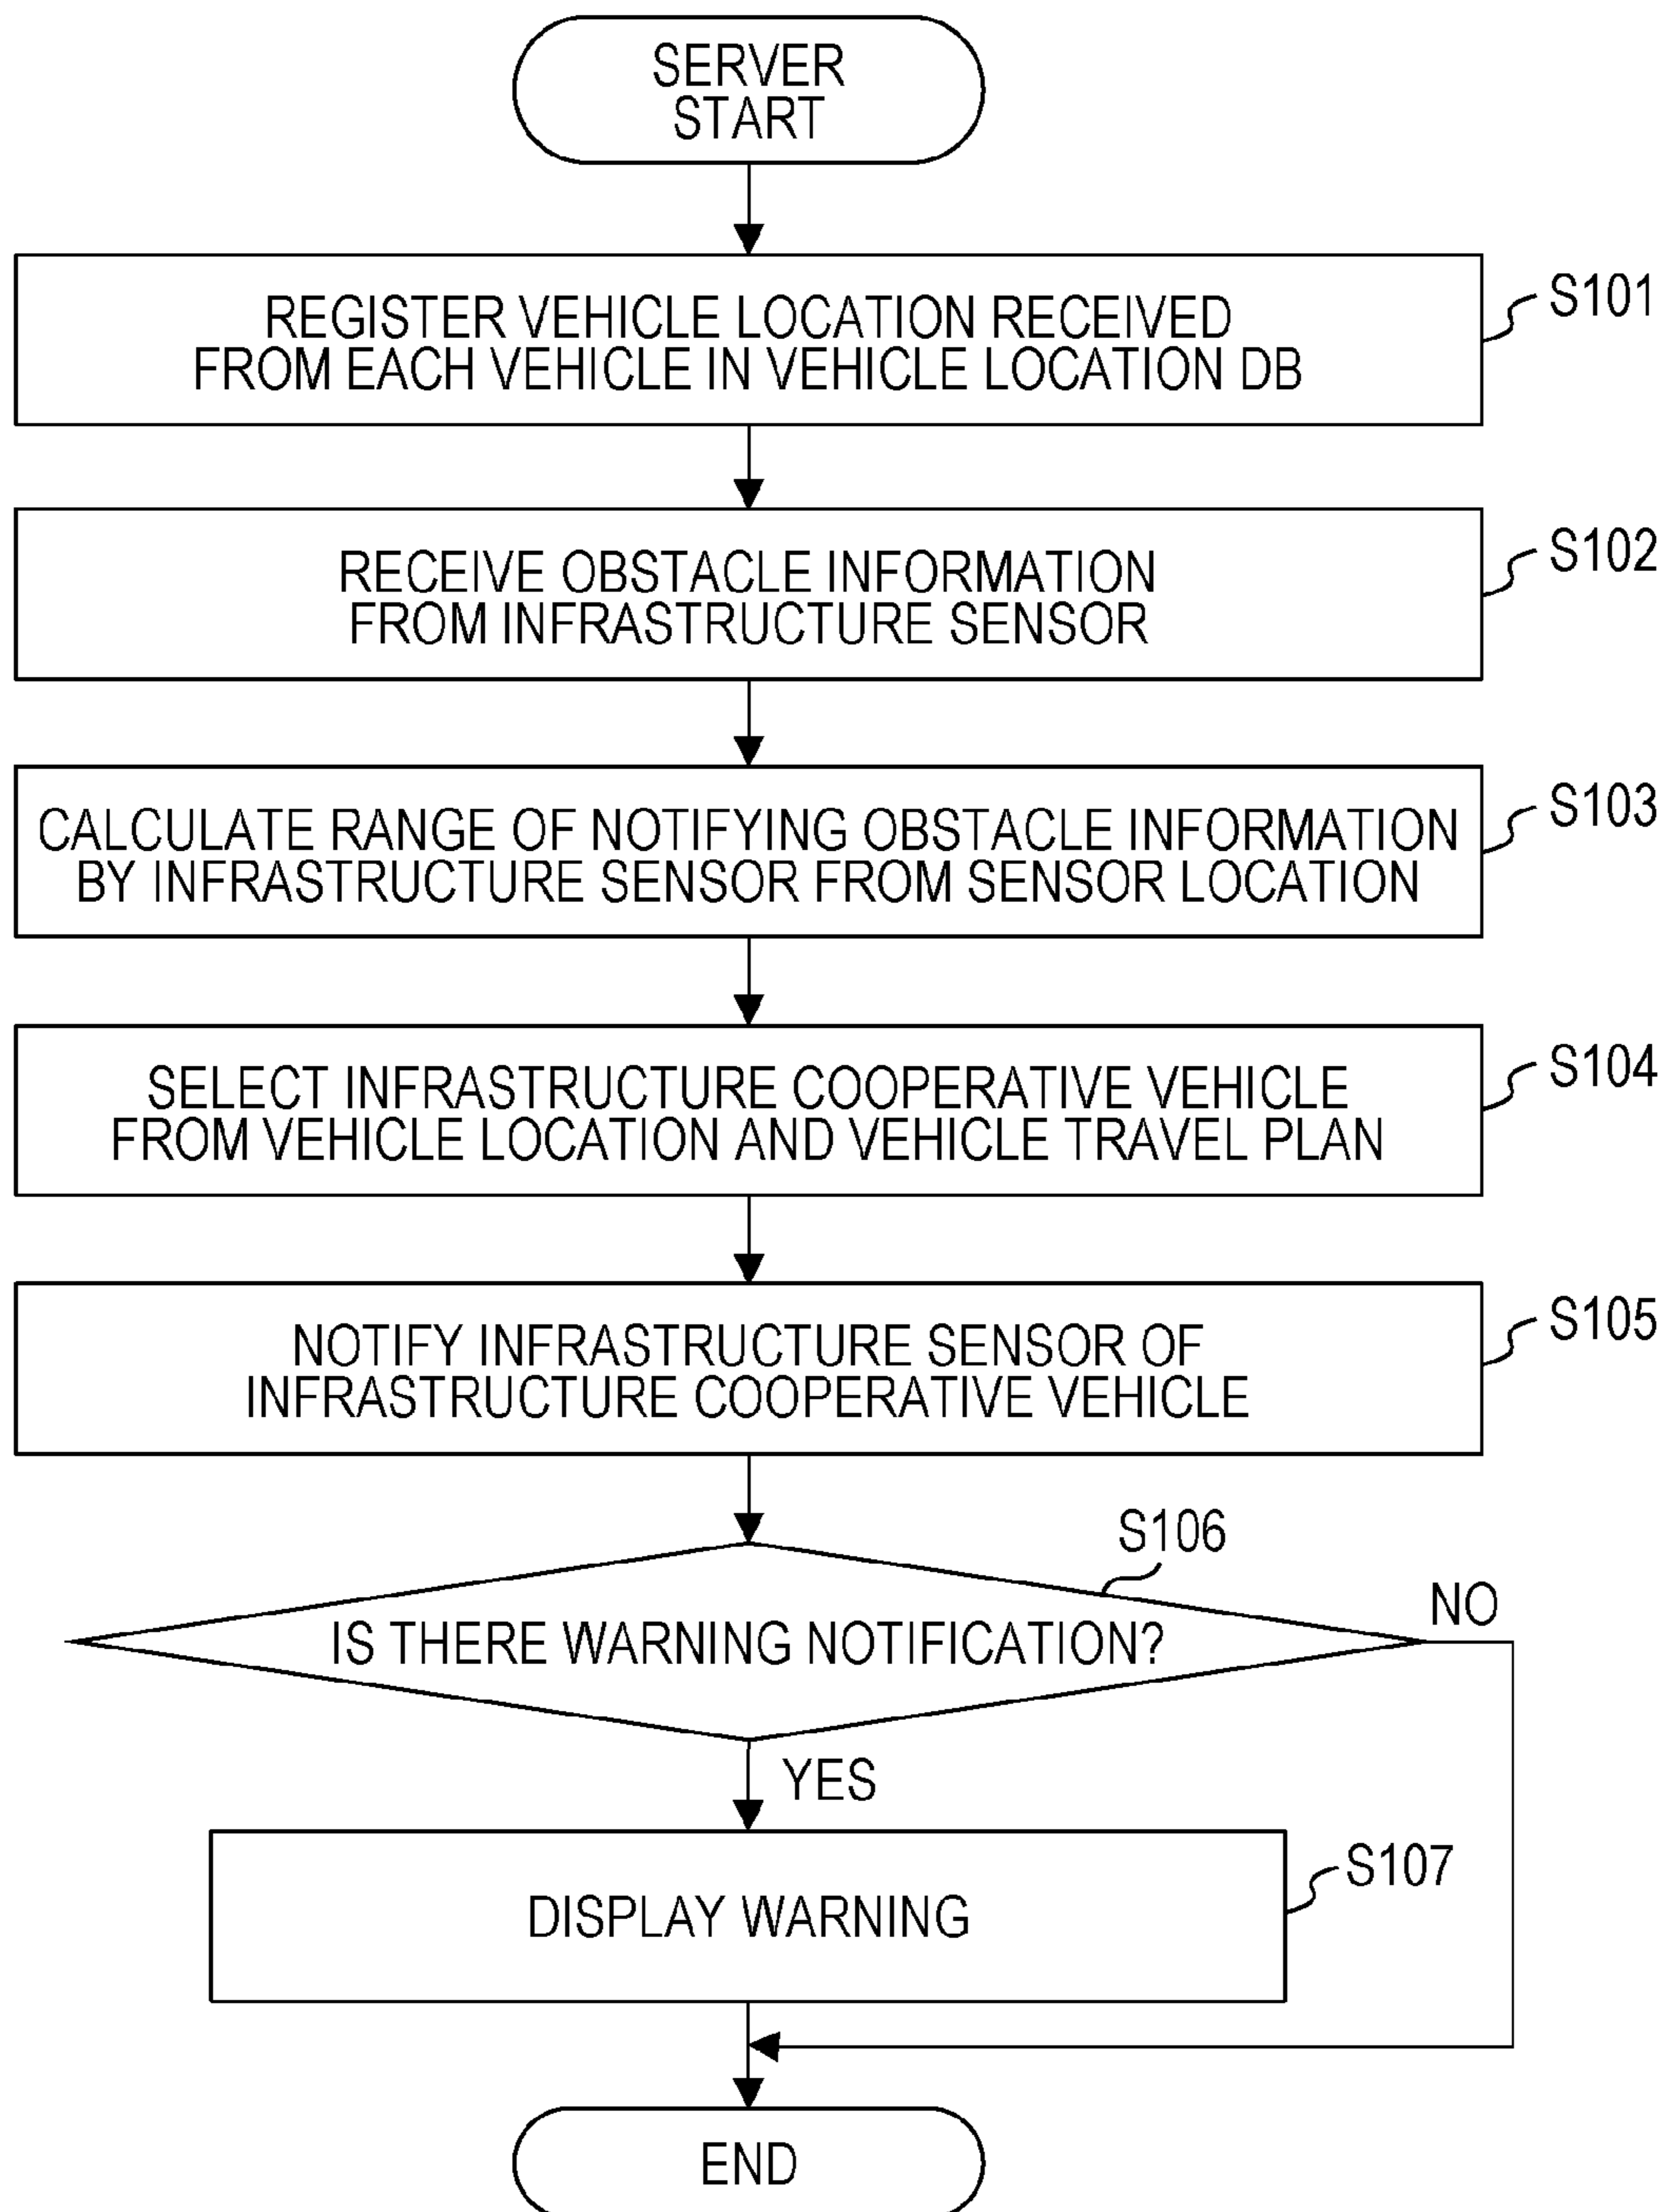 SERVER
START
REGISTER VEHICLE LOCATION RECEIVED
FROM EACH VEHICLE IN VEHICLE LOCATION DB
S101
RECEIVE OBSTACLE INFORMATION
FROM INFRASTRUCTURE SENSOR
S102
CALCULATE RANGE OF NOTIFYING OBSTACLE INFORMATION
BY INFRASTRUCTURE SENSOR FROM SENSOR LOCATION
S103
SELECT INFRASTRUCTURE COOPERATIVE VEHICLE
FROM VEHICLE LOCATION AND VEHICLE TRAVEL PLAN
S104
NOTIFY INFRASTRUCTURE SENSOR OF
INFRASTRUCTURE COOPERATIVE VEHICLE
S105
S106
IS THERE WARNING NOTIFICATION?
NO
YES
DISPLAY WARNING
S107
END